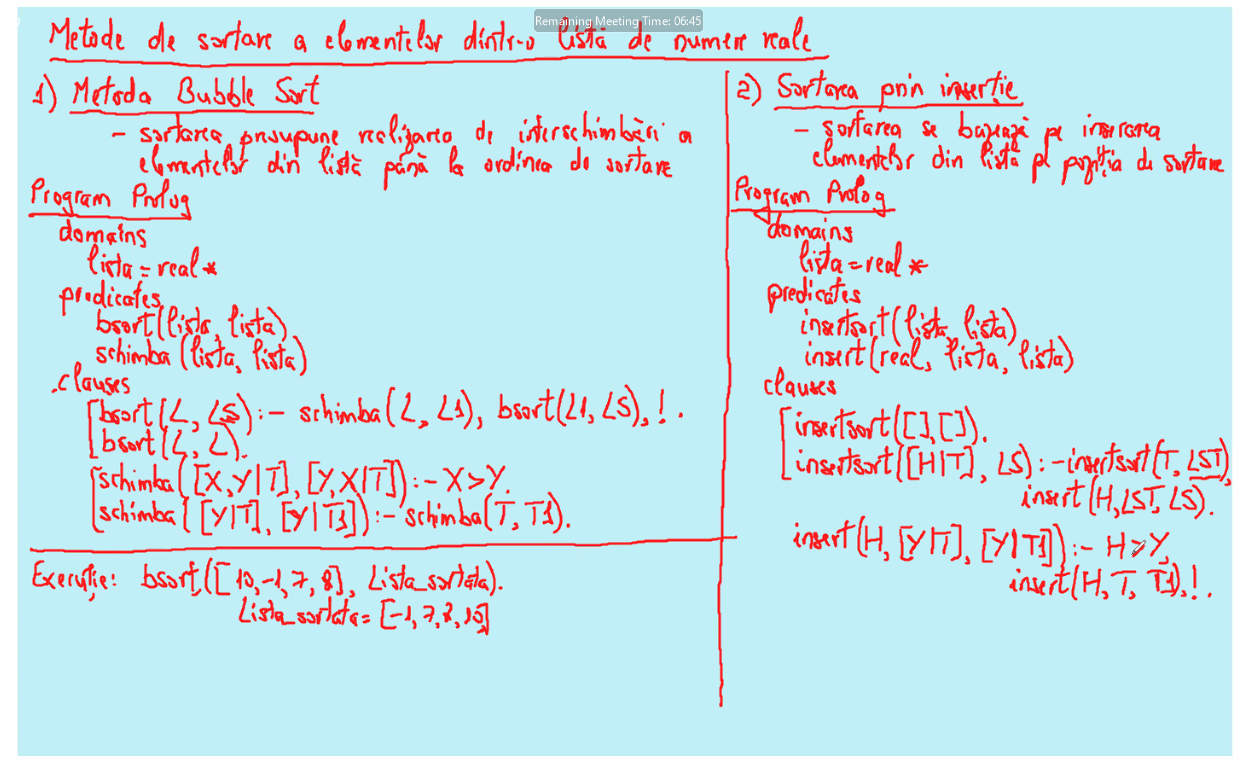 Remaining Meeting Time: 06:45
Metode de sortare a elementelor dintr-o listă de numere reale
1) Metoda Bubble Sort
- sortarea presupune realizarea de interschimbări a
elementelor din listă până la ordinea de sortare
Program Prolog
domains
lista = real *
predicates
bsort(lista, lista)
schimba (lista, lista)
clauses
bsort(L, LS) :- schimba(L, L1), bsort(L1, LS), !.
bsort(L, L).
schimba([X,Y|T], [Y,X|T]) :- X>Y.
schimba([Y|T], [Y|T1]) :- schimba(T, T1).
Execuție: bsort([10,-1,7,8], Lista_sortata).
Lista_sortata = [-1,7,8,10]
2) Sortarea prin inserție
- sortarea se bazează pe inserarea
elementelor din listă pe poziția de sortare
Program Prolog
domains
lista = real *
predicates
insertsort(lista, lista)
insert(real, lista, lista)
clauses
insertsort([],[]).
insertsort([H|T], LS) :- insertsort(T, LST),
insert(H, LST, LS).
insert(H, [Y|T], [Y|T1]) :- H>Y,
insert(H, T, T1),!.